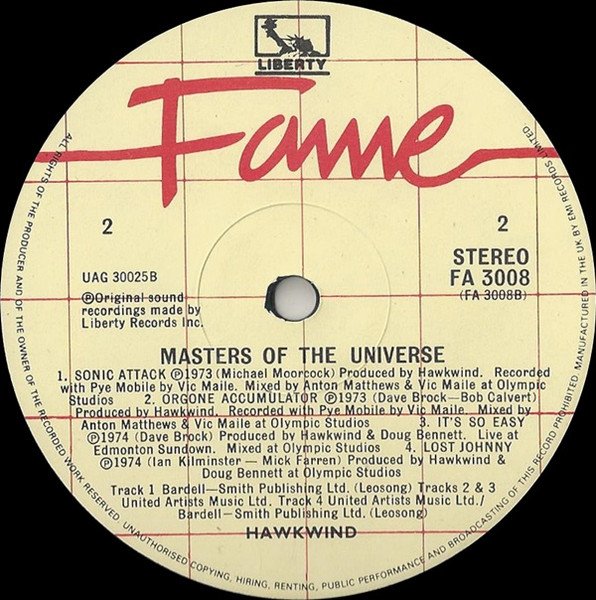 LIBERTY
Fame
2
2
UAG 30025B
STEREO
FA 3008
(FA 3008B)
ⓅOriginal sound
recordings made by
Liberty Records Inc.
MASTERS OF THE UNIVERSE
1. SONIC ATTACK Ⓟ1973 (Michael Moorcock) Produced by Hawkwind. Recorded
with Pye Mobile by Vic Maile. Mixed by Anton Matthews & Vic Maile at Olympic
Studios 2. ORGONE ACCUMULATOR Ⓟ1973 (Dave Brock—Bob Calvert)
Produced by Hawkwind. Recorded with Pye Mobile by Vic Maile. Mixed by
Anton Matthews & Vic Maile at Olympic Studios 3. IT'S SO EASY
Ⓟ1974 (Dave Brock) Produced by Hawkwind & Doug Bennett. Live at
Edmonton Sundown. Mixed at Olympic Studios 4. LOST JOHNNY
Ⓟ1974 (Ian Kilminster - Mick Farren) Produced by Hawkwind &
Doug Bennett at Olympic Studios
Track 1 Bardell—Smith Publishing Ltd. (Leosong) Tracks 2 & 3
United Artists Music Ltd. Track 4 United Artists Music Ltd./
Bardell—Smith Publishing Ltd. (Leosong)
HAWKWIND
ALL RIGHTS OF THE PRODUCER AND OF THE OWNER OF THE RECORDED WORK RESERVED. UNAUTHORISED COPYING, HIRING, RENTING, PUBLIC PERFORMANCE AND BROADCASTING OF THIS RECORD PROHIBITED. MANUFACTURED IN THE UK BY EMI RECORDS LIMITED.